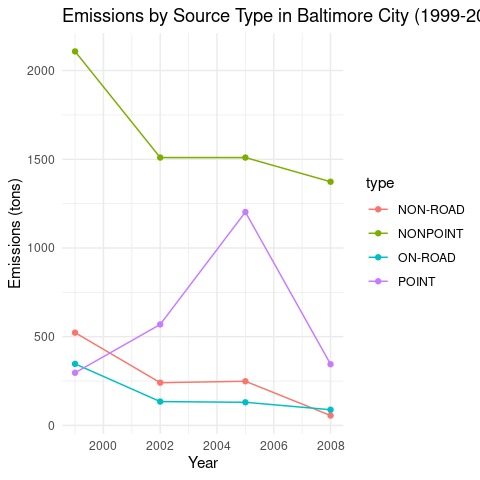 Emissions by Source Type in Baltimore City (1999-20
2000
1500
1000
500
0
Emissions (tons)
2000 2002 2004 2006 2008
Year
type
NON-ROAD
NONPOINT
ON-ROAD
POINT